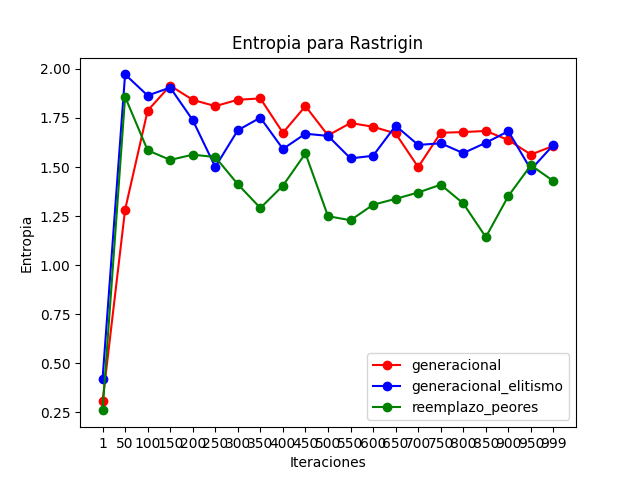 Entropia para Rastrigin
Entropia
2.00
1.75
1.50
1.25
1.00
0.75
0.50
0.25
generacional
generacional_elitismo
reemplazo_peores
1 50 100 150 200 250 300 350 400 450 500 550 600 650 700 750 800 850 900 950 999
Iteraciones